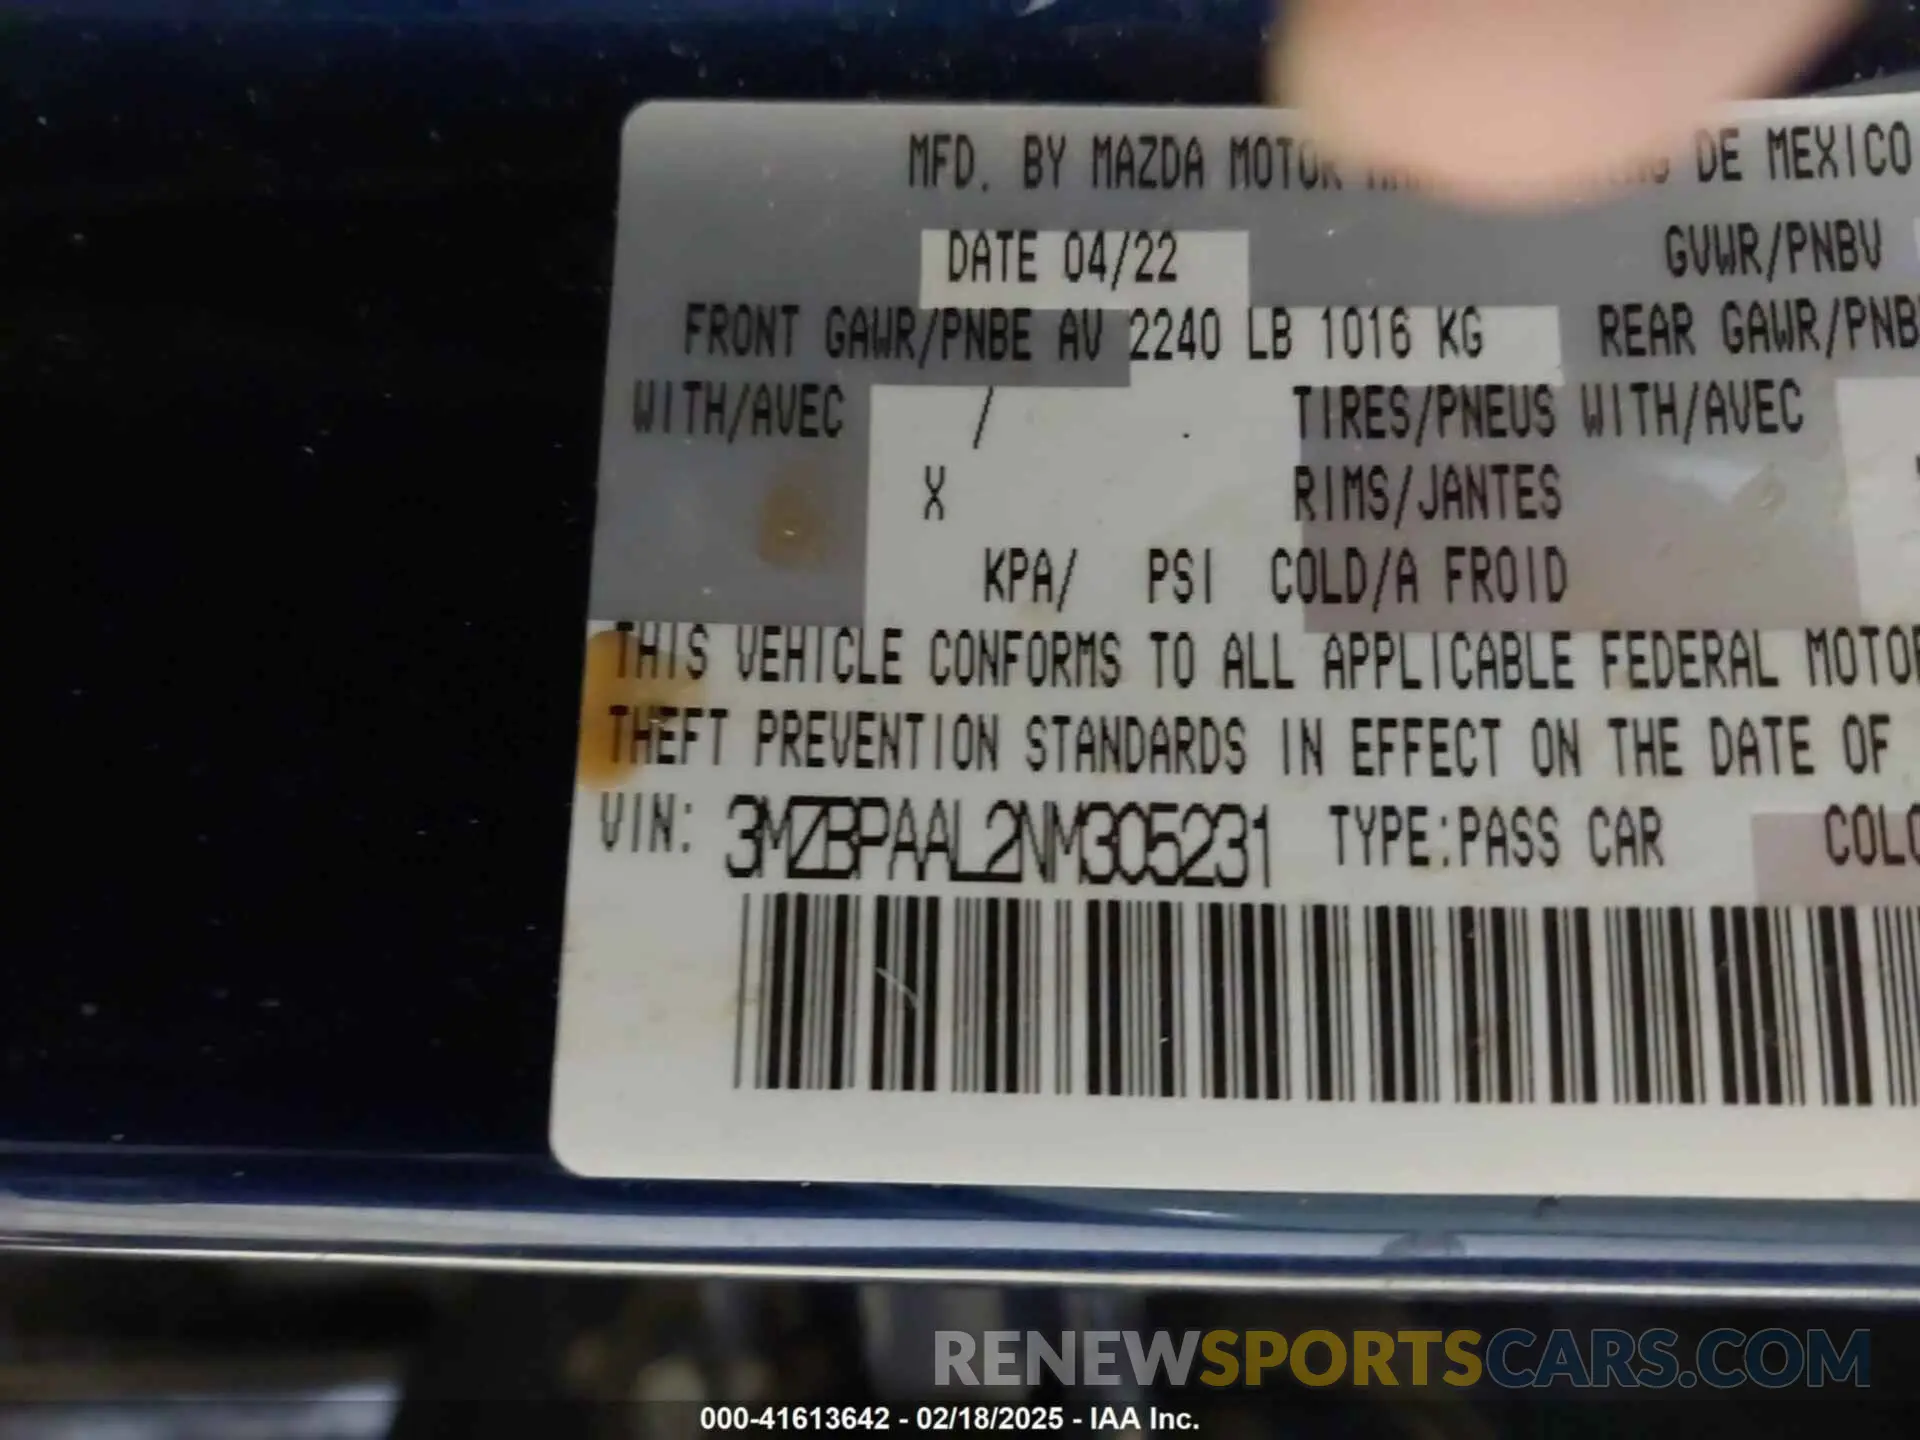 MFD. BY MAZDA MOTOR DE MEXICO
DATE 04/22 GVWR/PNBV
FRONT GAWR/PNBE AV 2240 LB 1016 KG REAR GAWR/PNB
WITH/AVEC / TIRES/PNEUS WITH/AVEC
X RIMS/JANTES
KPA/ PSI COLD/A FROID
THIS VEHICLE CONFORMS TO ALL APPLICABLE FEDERAL MOTOR
THEFT PREVENTION STANDARDS IN EFFECT ON THE DATE OF
VIN: 3MZBPAAL2NM305231 TYPE:PASS CAR COLO
RENEWSPORTSCARS.COM
000-41613642 - 02/18/2025 - IAA Inc.